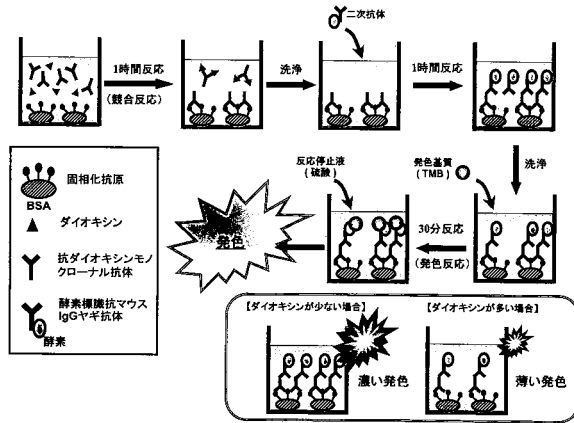 二次抗体
1時間反応
(競合反応)
洗浄
1時間反応
固相化抗原
BSA
ダイオキシン
抗ダイオキシンモノ
クローナル抗体
酵素標識抗マウス
IgGヤギ抗体
酵素
洗浄
発色基質
(TMB)
30分反応
(発色反応)
反応停止液
(硫酸)
発色
【ダイオキシンが少ない場合】
濃い発色
【ダイオキシンが多い場合】
薄い発色